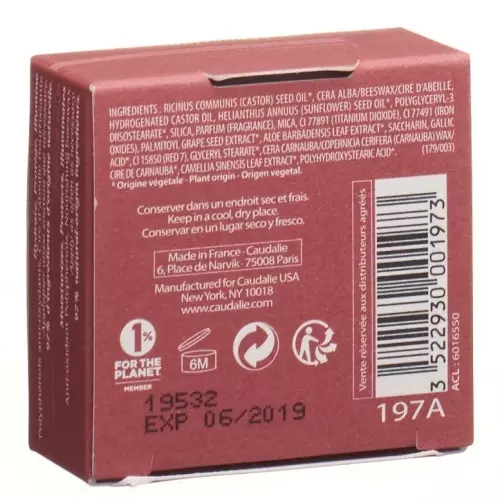 INGREDIENTS: RICINUS COMMUNIS (CASTOR) SEED OIL*, CERA ALBA/BEESWAX/CIRE D'ABEILLE,
HYDROGENATED CASTOR OIL*, HELIANTHUS ANNUUS (SUNFLOWER) SEED OIL*, POLYGLYCERYL-3
DIISOSTEARATE*, SILICA, PARFUM (FRAGRANCE), MICA, CI 77891 (TITANIUM DIOXIDE), CI 77491 (IRON
OXIDES), PALMITOYL GRAPE SEED EXTRACT*, ALOE BARBADENSIS LEAF EXTRACT*, SACCHARIN, GALLIC
ACID*, CI 15850 (RED 7), GLYCERYL STEARATE*, CERA CARNAUBA/COPERNICIA CERIFERA (CARNAUBA) WAX/
CIRE DE CARNAUBA*, CAMELLIA SINENSIS LEAF EXTRACT*, POLYHYDROXYSTEARIC ACID*. (179/003)
* Origine végétale - Plant origin - Origen vegetal.
Conserver dans un endroit sec et frais.
Keep in a cool, dry place.
Conservar en un lugar seco y fresco.
Made in France - Caudalie
6, Place de Narvik - 75008 Paris
Manufactured for Caudalie USA
New York, NY 10018
www.caudalie.com
1%
FOR THE
PLANET
MEMBER
6M
19532
EXP 06/2019
Vente réservée aux distributeurs agréés
3 522930 001973
ACL: 6016550
197A